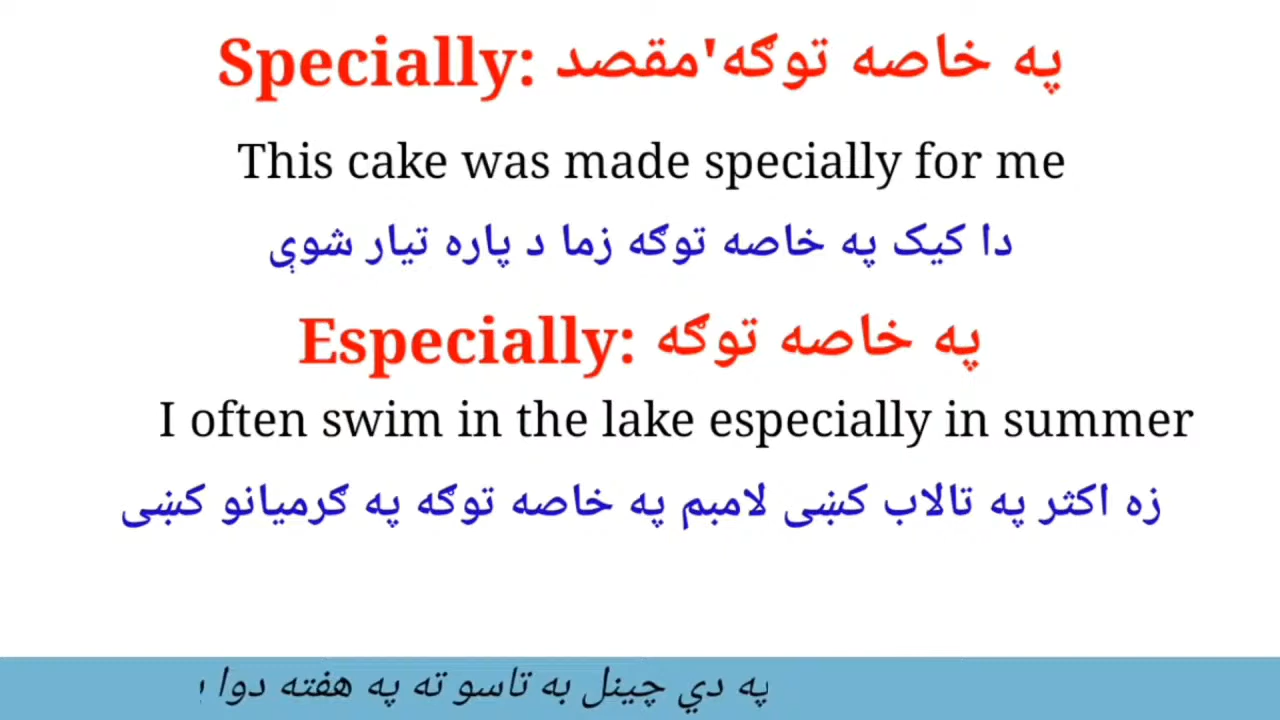 Specially: په خاصه توګه'مقصد
This cake was made specially for me
دا کیک په خاصه توګه زما د پاره تیار شوې
Especially: په خاصه توګه
I often swim in the lake especially in summer
زه اکثر په تالاب کښی لامبم په خاصه توګه په ګرمیانو کښی
په دي چینل به تاسو ته په هفته دوا